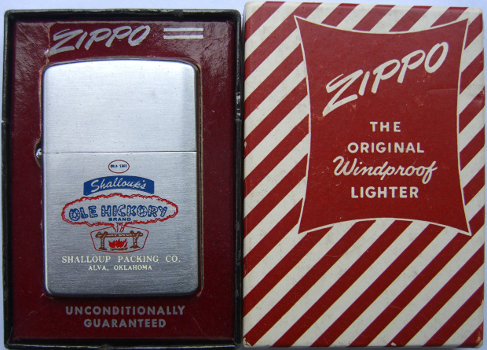 ZIPPO
Shallouk's
OLE HICKORY
BRAND
SHALLOUP PACKING CO.
ALVA, OKLAHOMA
UNCONDITIONALLY
GUARANTEED
ZIPPO
THE
ORIGINAL
Windproof
LIGHTER